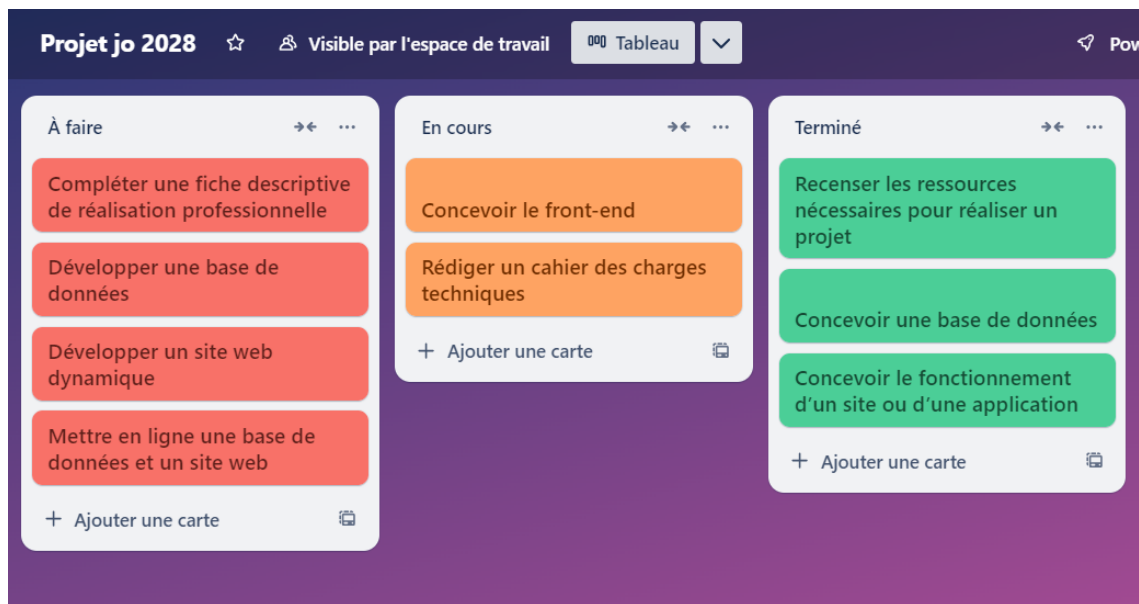 Projet jo 2028
Visible par l'espace de travail
Tableau
À faire
Compléter une fiche descriptive
de réalisation professionnelle
Développer une base de
données
Développer un site web
dynamique
Mettre en ligne une base de
données et un site web
+ Ajouter une carte
En cours
Concevoir le front-end
Rédiger un cahier des charges
techniques
+ Ajouter une carte
Terminé
Recenser les ressources
nécessaires pour réaliser un
projet
Concevoir une base de données
Concevoir le fonctionnement
d’un site ou d’une application
+ Ajouter une carte